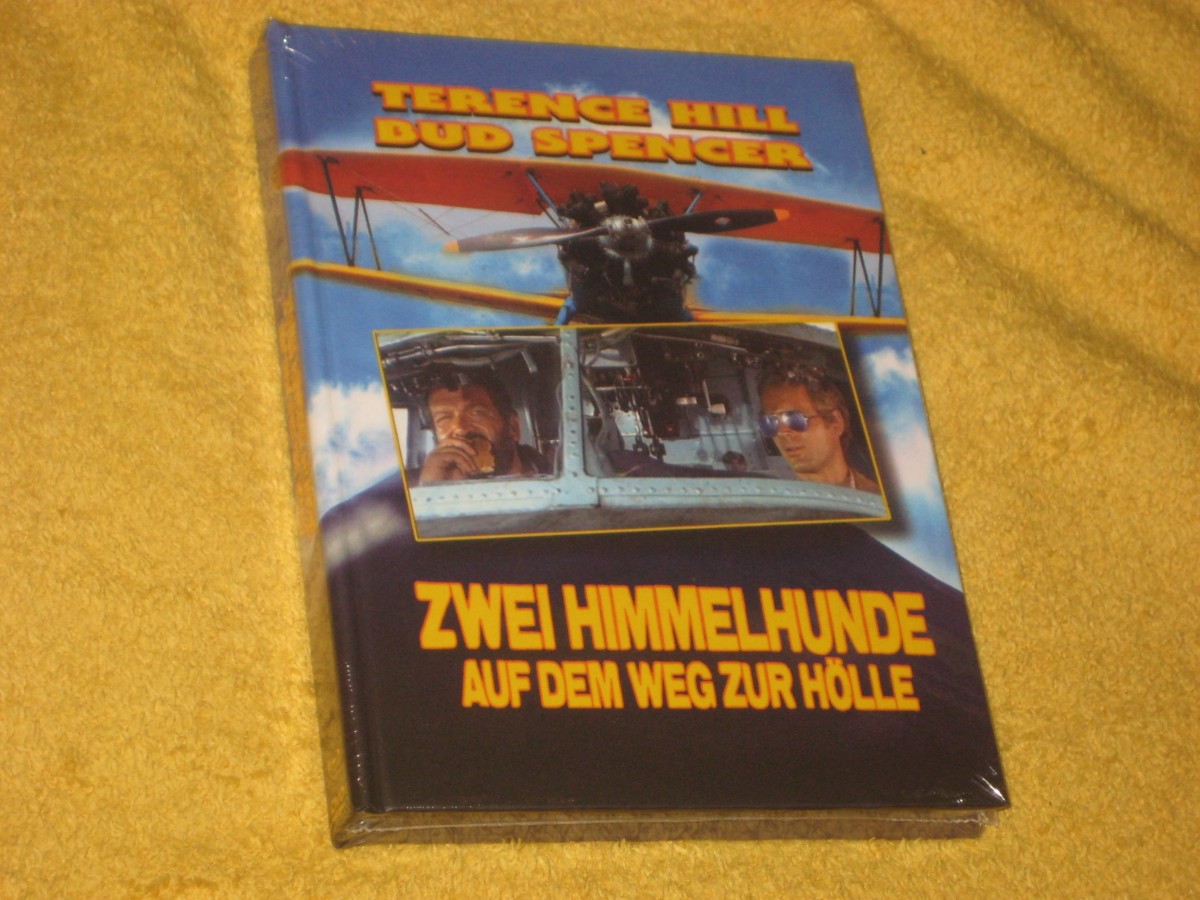 TERENCE HILL
BUD SPENCER
ZWEI HIMMELHUNDE
AUF DEM WEG ZUR HÖLLE